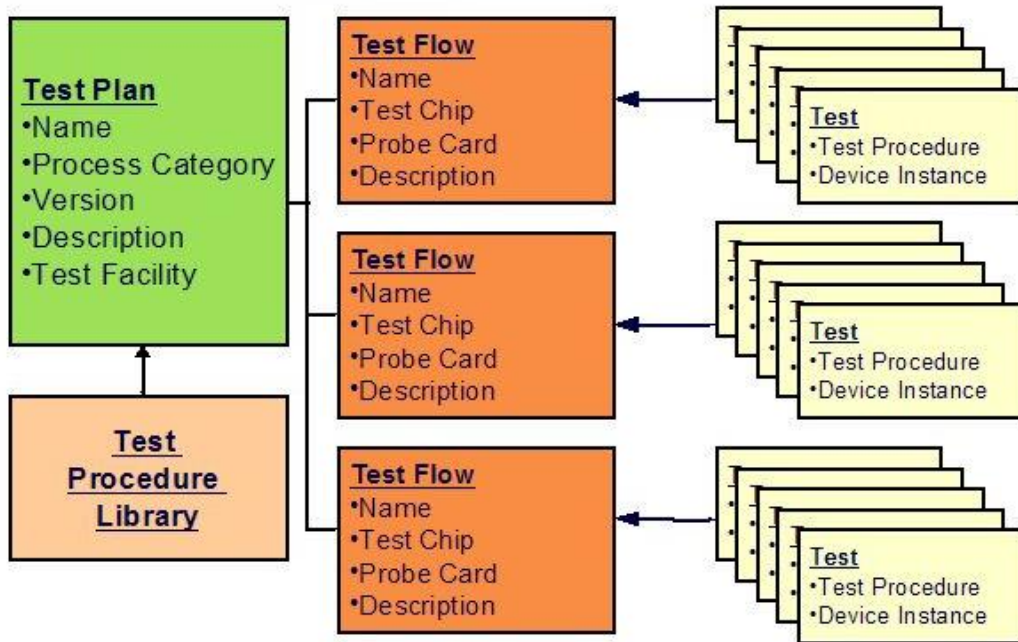 Test Plan
•Name
•Process Category
•Version
•Description
•Test Facility
Test
Procedure
Library
Test Flow
•Name
•Test Chip
•Probe Card
•Description
Test
•Test Procedure
•Device Instance
Test Flow
•Name
•Test Chip
•Probe Card
•Description
Test
•Test Procedure
•Device Instance
Test Flow
•Name
•Test Chip
•Probe Card
•Description
Test
•Test Procedure
•Device Instance